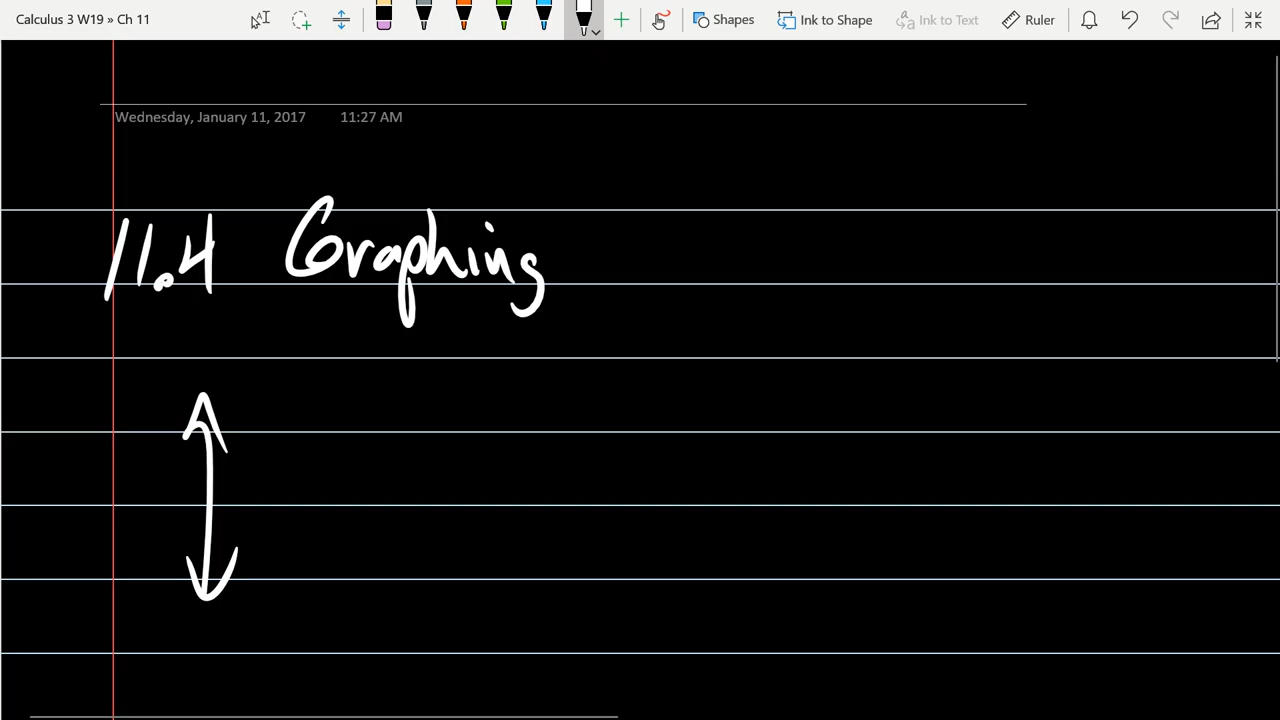 Calculus 3 W19 » Ch 11
Shapes
Ink to Shape
Ink to Text
Ruler
Wednesday, January 11, 2017 11:27 AM
11.4 Graphing